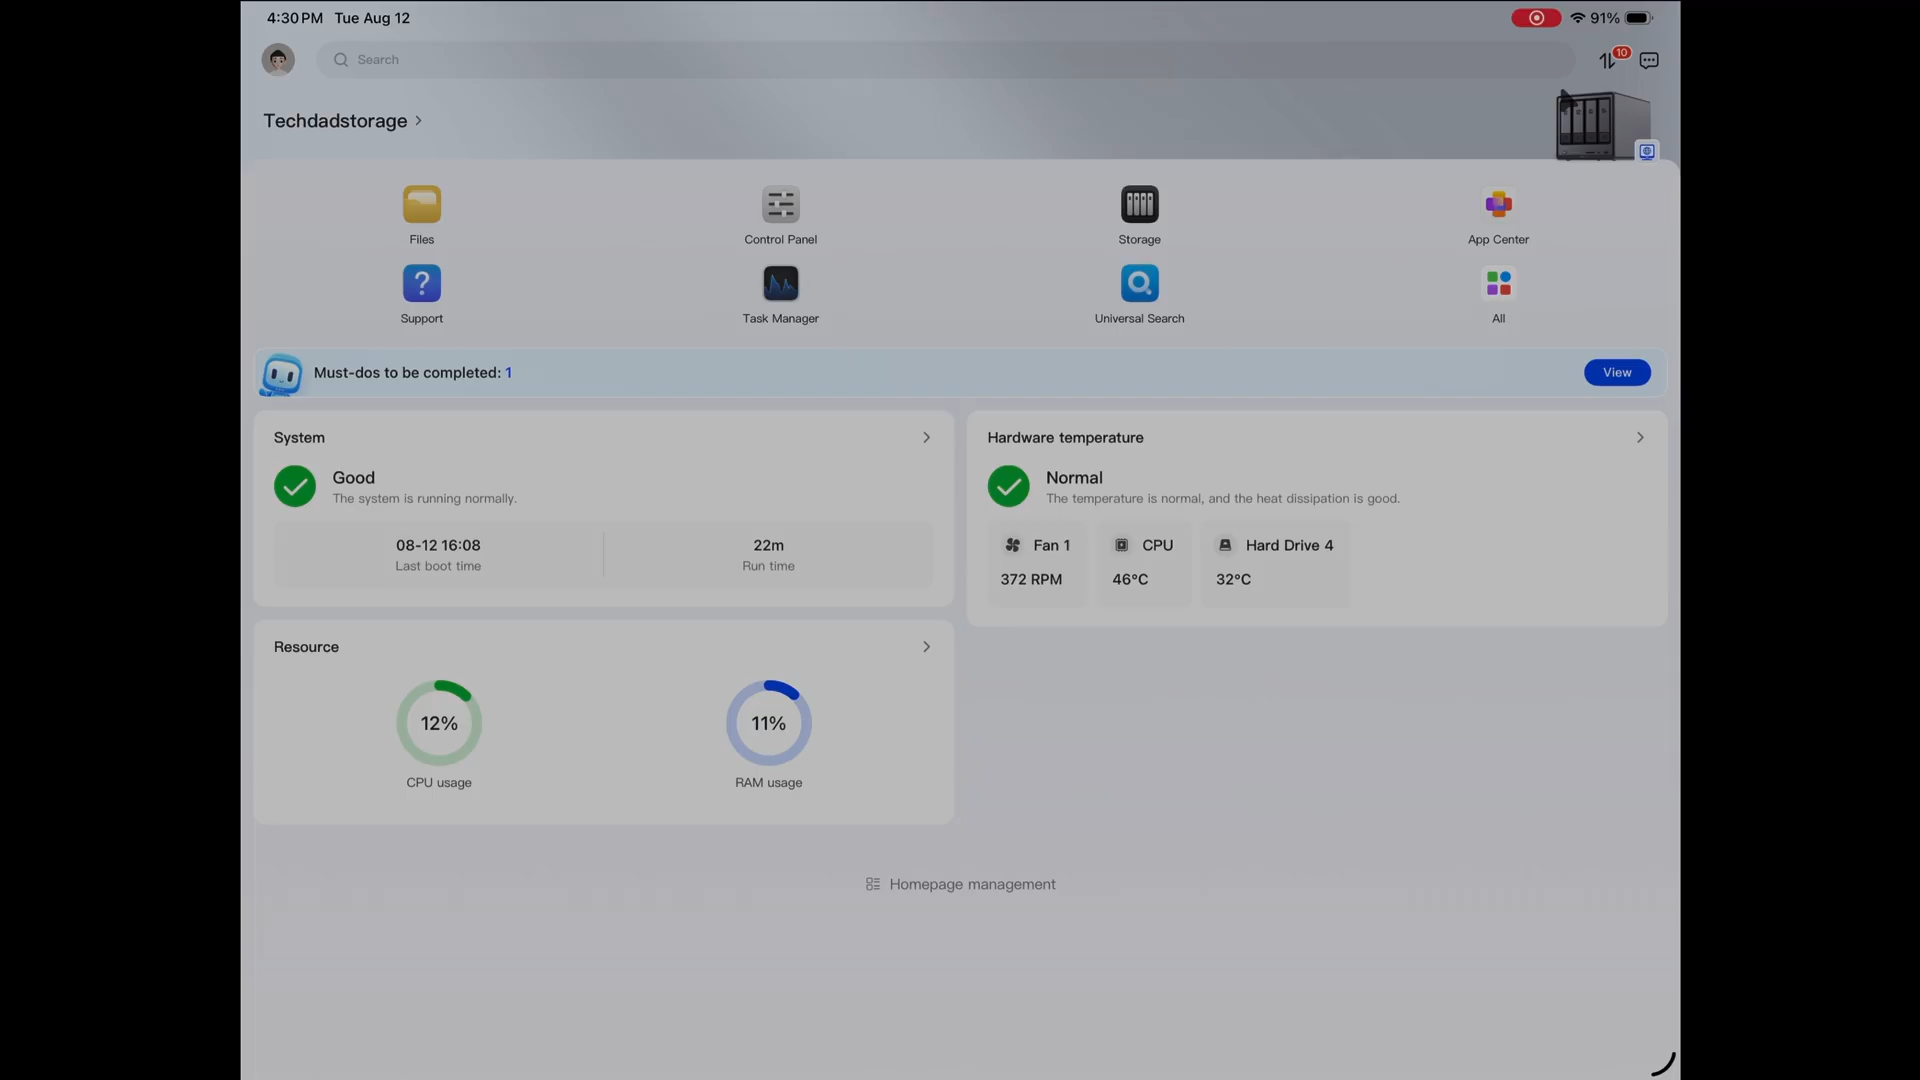 4:30 PM Tue Aug 12
91%
Search
10
Techdadstorage
Files
Control Panel
Storage
App Center
Support
Task Manager
Universal Search
All
Must-dos to be completed: 1
View
System
Good
The system is running normally.
08-12 16:08
Last boot time
22m
Run time
Hardware temperature
Normal
The temperature is normal, and the heat dissipation is good.
Fan 1
372 RPM
CPU
46°C
Hard Drive 4
32°C
Resource
12%
CPU usage
11%
RAM usage
Homepage management